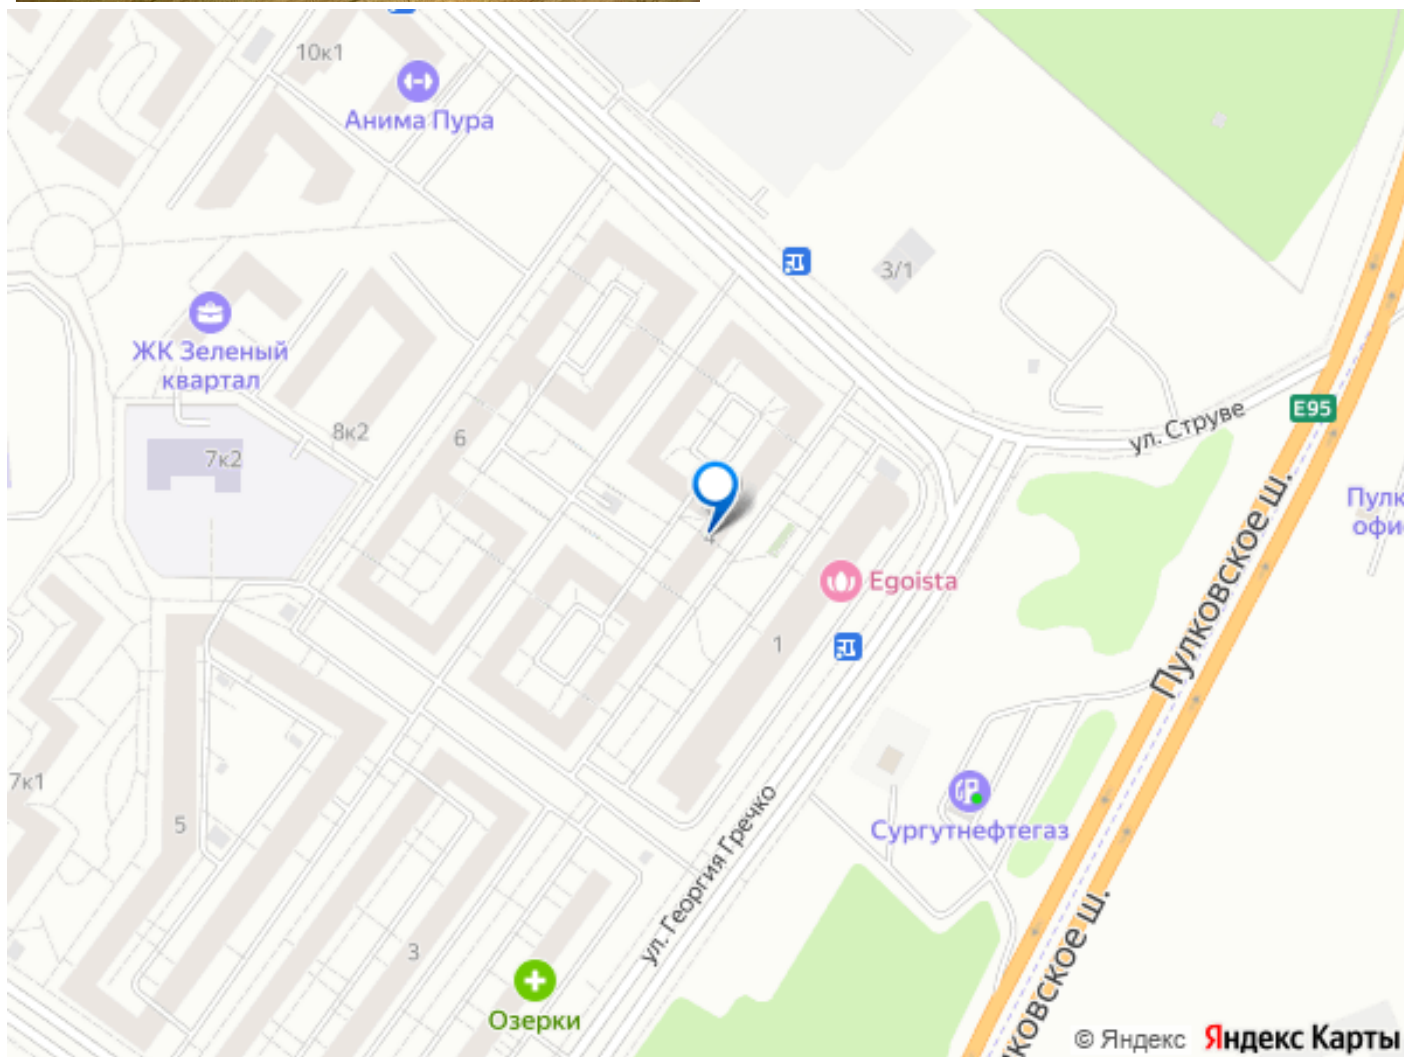 10к1
Анима Пура
3/1
ЖК Зеленый
квартал
8к2
6
7к2
ул. Струве
E95
Пулк
офи
4
Egoista
Пулковское ш.
1
7к1
5
Сургутнефтегаз
ул. Георгия Гречко
3
Озерки
ковское ш.
© Яндекс Яндекс Карты